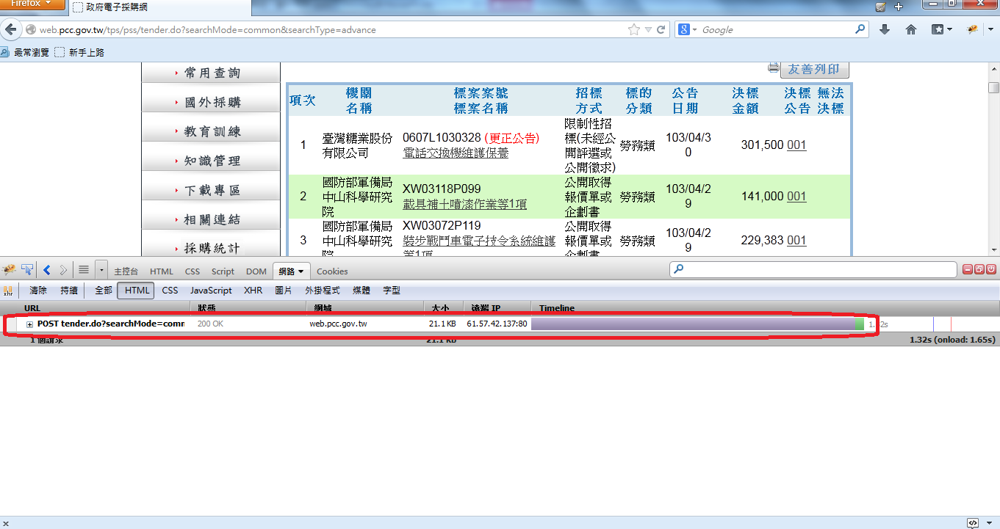 Firefox
政府電子採購網
web.pcc.gov.tw/tps/pss/tender.do?searchMode=common&searchType=advance
Google
最常瀏覽 新手上路
常用查詢
國外採購
教育訓練
知識管理
下載專區
相關連結
採購統計
友善列印
項次 機關名稱 標案案號 標案名稱 招標方式 標的分類 公告日期 決標金額 決標公告 無法決標
1 臺灣糖業股份有限公司 0607L1030328 (更正公告) 電話交換機維護保養 限制性招標(未經公開評選或公開徵求) 勞務類 103/04/30 301,500 001
2 國防部軍備局中山科學研究院 XW03118P099 載具補土噴漆作業等1項 公開取得報價單或企劃書 勞務類 103/04/29 141,000 001
3 國防部軍備局中山科學研究院 XW03072P119 裝步戰鬥車電子技令系統維護等1項 公開取得報價單或企劃書 勞務類 103/04/29 229,383 001
主控台 HTML CSS Script DOM 網路 Cookies
清除 持續 全部 HTML CSS JavaScript XHR 圖片 外掛程式 媒體 字型
URL 狀態 網域 大小 遠端 IP Timeline
POST tender.do?searchMode=comm 200 OK web.pcc.gov.tw 21.1 KB 61.57.42.137:80
1 個請求 21.1 KB 1.32s (onload: 1.65s)